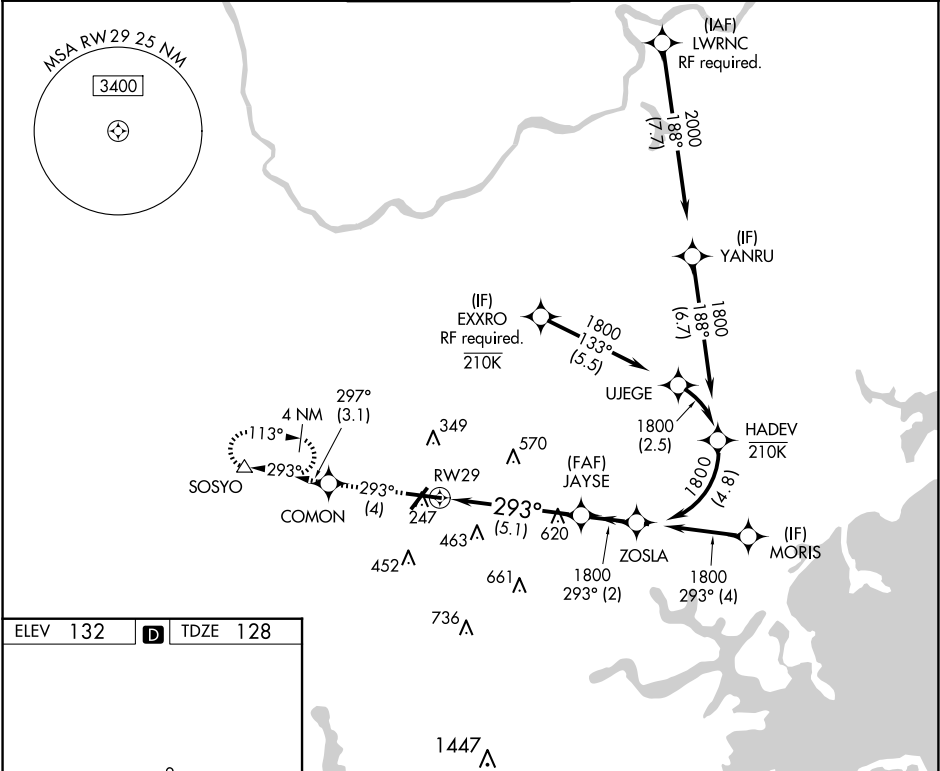 MSA RW29 25 NM
3400
(IAF)
LWRNC
RF required.
2000
188°
(7.7)
(IF)
YANRU
1800
188°
(6.7)
(IF)
EXXRO
RF required.
210K
1800
133°
(5.5)
UJEGE
1800
(2.5)
HADEV
210K
1800
(4.8)
297°
(3.1)
4 NM
113°
293°
SOSYO
COMON
293°
(4)
349
570
RW29
247
463
452
293°
(5.1)
(FAF)
JAYSE
620
661
736
ZOSLA
1800
293° (2)
(IF)
MORIS
1800
293° (4)
ELEV 132 D TDZE 128
1447